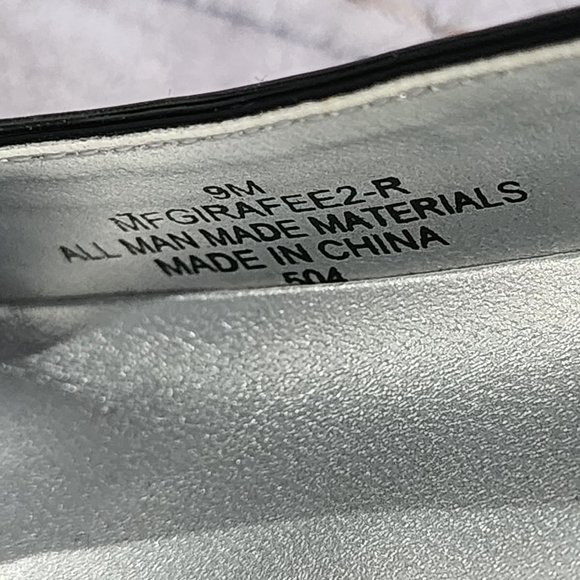 9M
MFGIRAFEE2-R
ALL MAN MADE MATERIALS
MADE IN CHINA
504